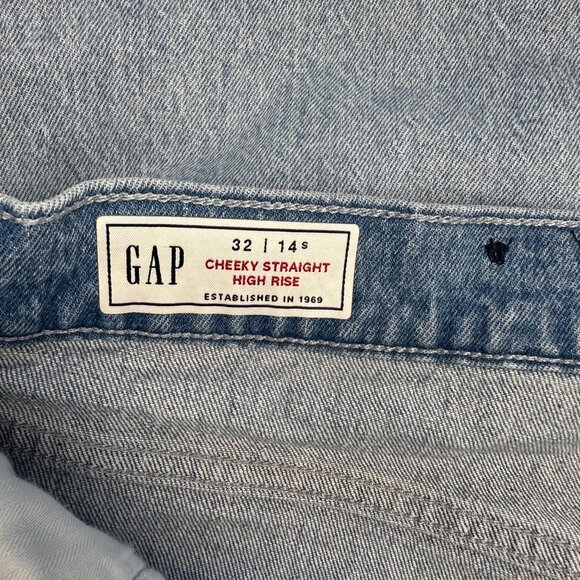 GAP
32 | 14s
CHEEKY STRAIGHT
HIGH RISE
ESTABLISHED IN 1969